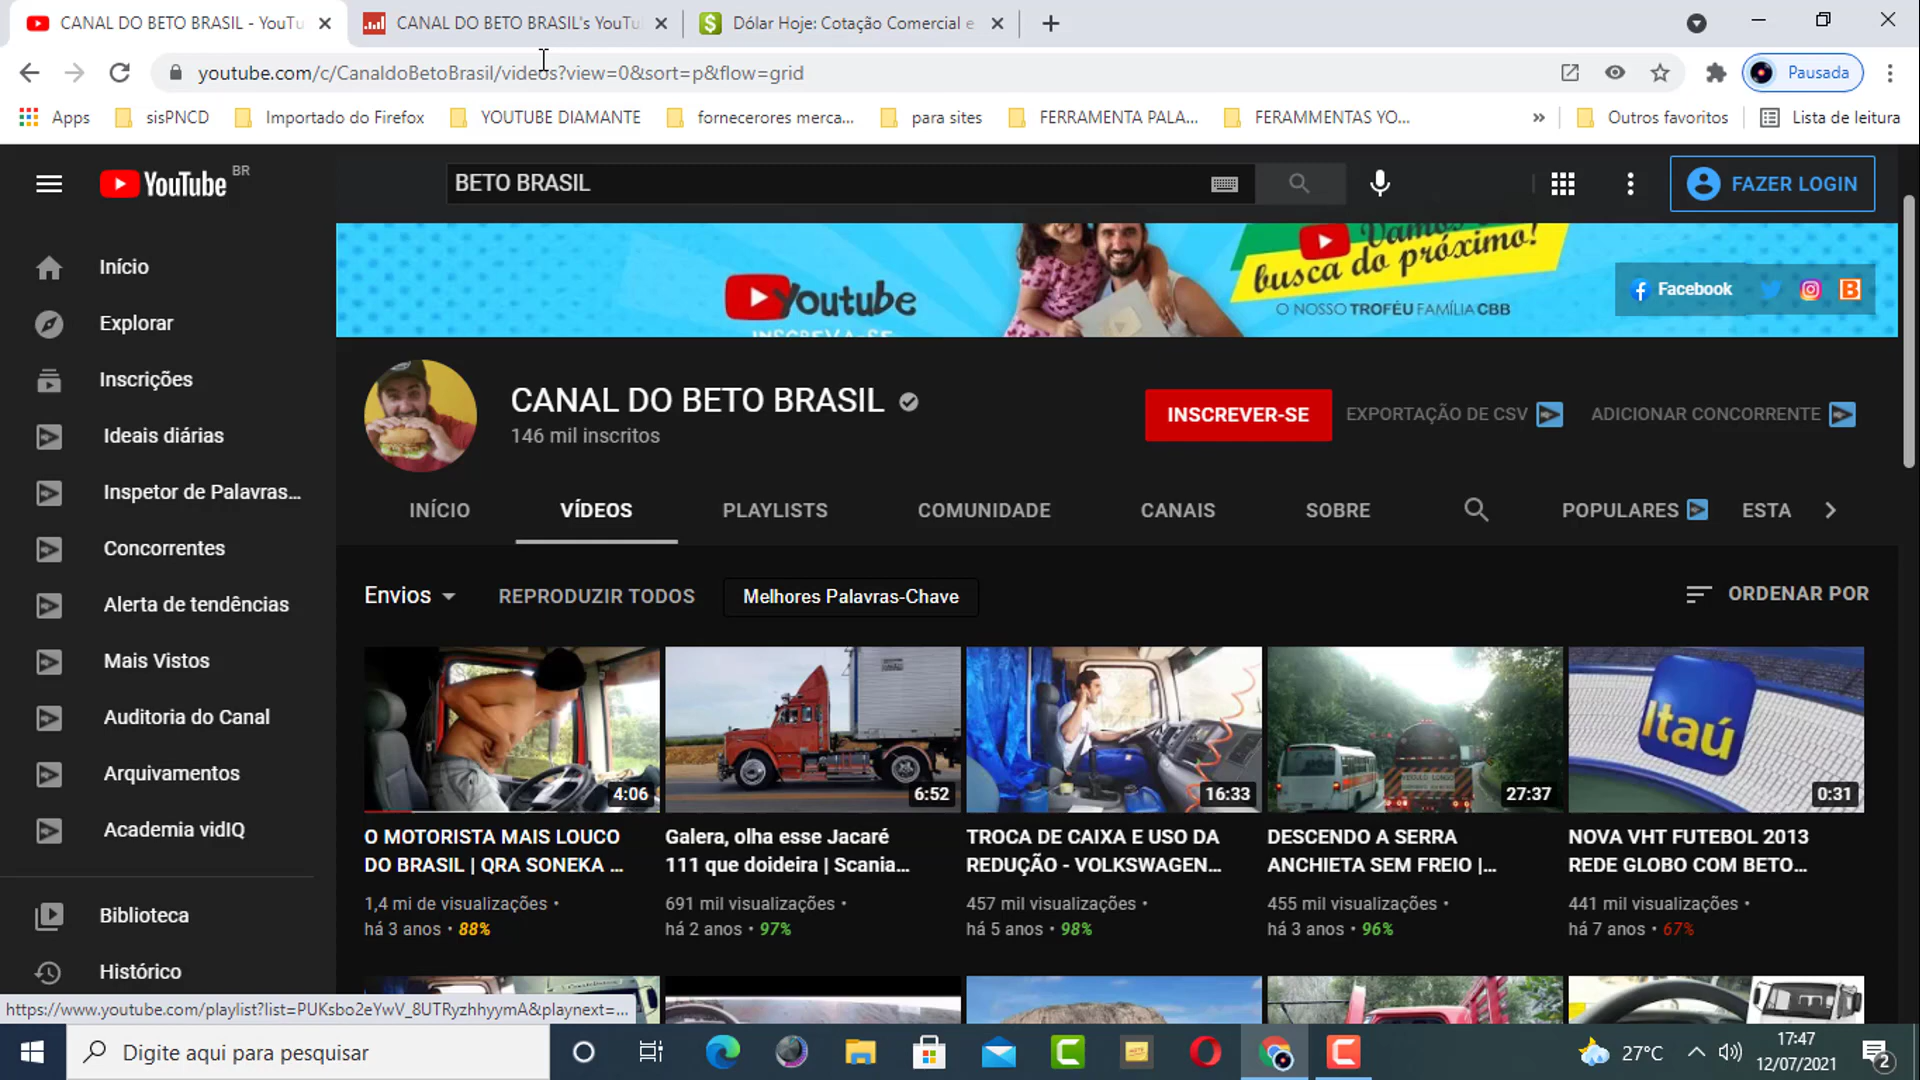 CANAL DO BETO BRASIL - YouTu
CANAL DO BETO BRASIL's YouTu
Dólar Hoje: Cotação Comercial e
youtube.com/c/CanaldoBetoBrasil/videos?view=0&sort=p&flow=grid
Pausada
Apps
sisPNCD
Importado do Firefox
YOUTUBE DIAMANTE
fornecerores merca...
para sites
FERRAMENTA PALA...
FERAMMENTAS YO...
Outros favoritos
Lista de leitura
YouTube BR
BETO BRASIL
FAZER LOGIN
Youtube
INSCREVA-SE
Vamos
busca do próximo!
O NOSSO TROFÉU FAMÍLIA CBB
Facebook
Início
Explorar
Inscrições
Ideais diárias
Inspetor de Palavras...
Concorrentes
Alerta de tendências
Mais Vistos
Auditoria do Canal
Arquivamentos
Academia vidIQ
Biblioteca
Histórico
CANAL DO BETO BRASIL
146 mil inscritos
INSCREVER-SE
EXPORTAÇÃO DE CSV
ADICIONAR CONCORRENTE
INÍCIO
VÍDEOS
PLAYLISTS
COMUNIDADE
CANAIS
SOBRE
POPULARES
ESTA
Envios
REPRODUZIR TODOS
Melhores Palavras-Chave
ORDENAR POR
4:06
O MOTORISTA MAIS LOUCO
DO BRASIL | QRA SONEKA ...
1,4 mi de visualizações •
há 3 anos • 88%
6:52
Galera, olha esse Jacaré
111 que doideira | Scania...
691 mil visualizações •
há 2 anos • 97%
16:33
TROCA DE CAIXA E USO DA
REDUÇÃO - VOLKSWAGEN...
457 mil visualizações •
há 5 anos • 98%
VEÍCULO LONGO
27:37
DESCENDO A SERRA
ANCHIETA SEM FREIO |...
455 mil visualizações •
há 3 anos • 96%
Itaú
0:31
NOVA VHT FUTEBOL 2013
REDE GLOBO COM BETO...
441 mil visualizações •
há 7 anos • 67%
https://www.youtube.com/playlist?list=PUKsbo2eYwV_8UTRyzhhyymA&playnext=...
Digite aqui para pesquisar
27°C
17:47
12/07/2021
2